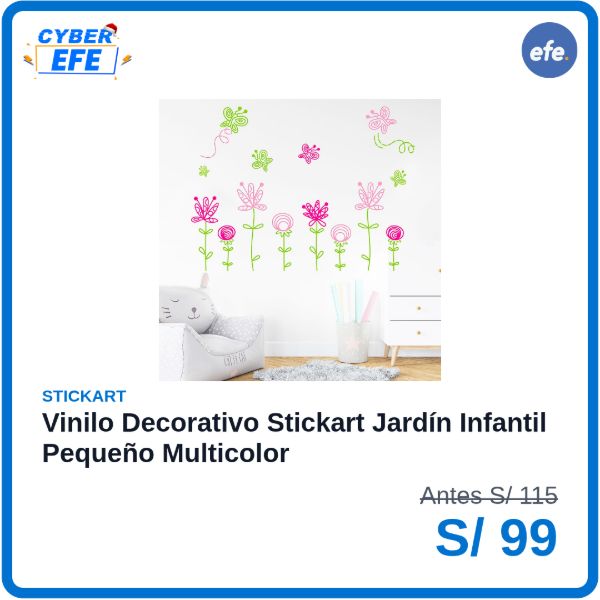 CYBER
EFE
efe.
STICKART
Vinilo Decorativo Stickart Jardín Infantil
Pequeño Multicolor
Antes S/ 115
S/ 99